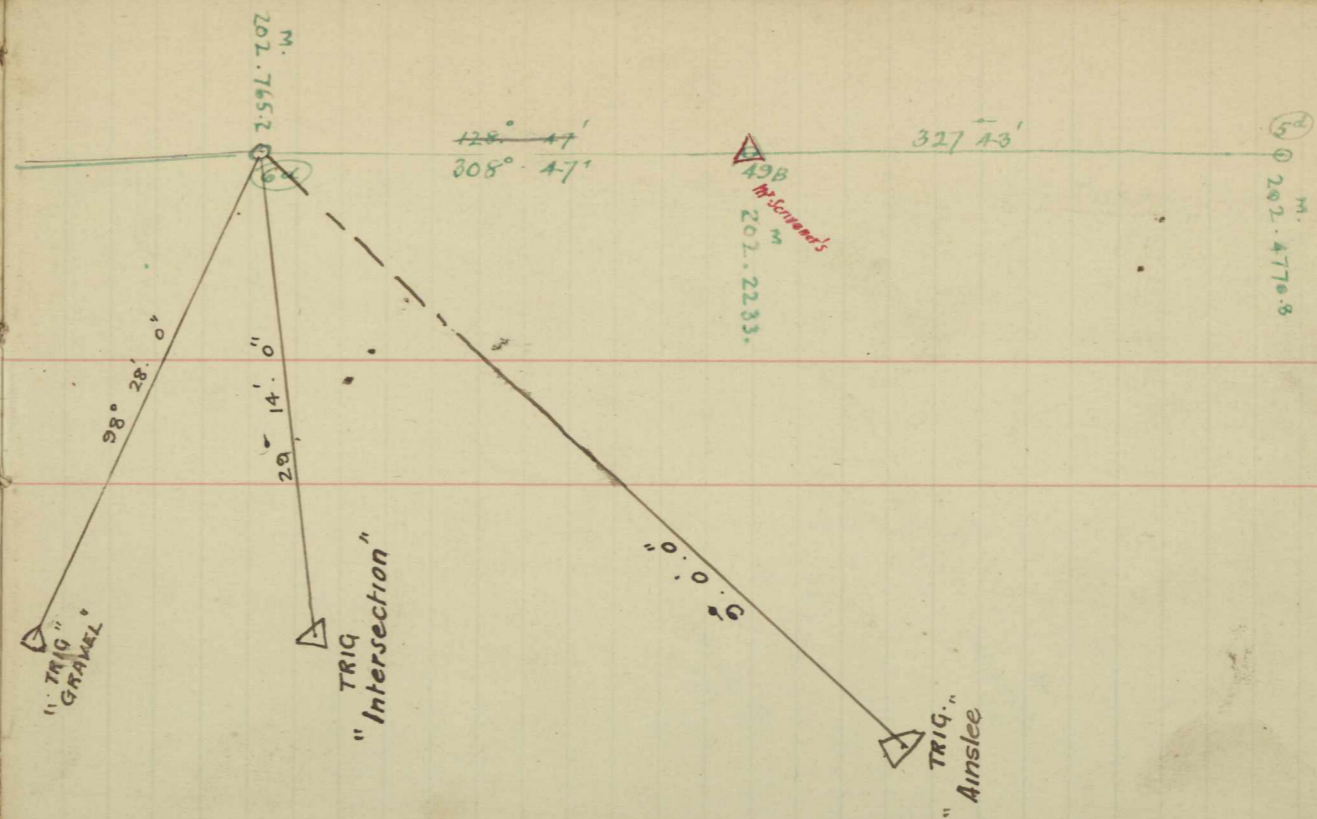 M.
202. 7652
6d
128° 47'
308° 47'
49B
Mr Scrivener's
M
202. 2233.
327° 43'
5d
M.
202. 4770.8
98° 28' 0"
29° 14' 0"
0. 0' 0"
"TRIG"
GRAVEL"
TRIG
"Intersection"
TRIG."
"Ainslee